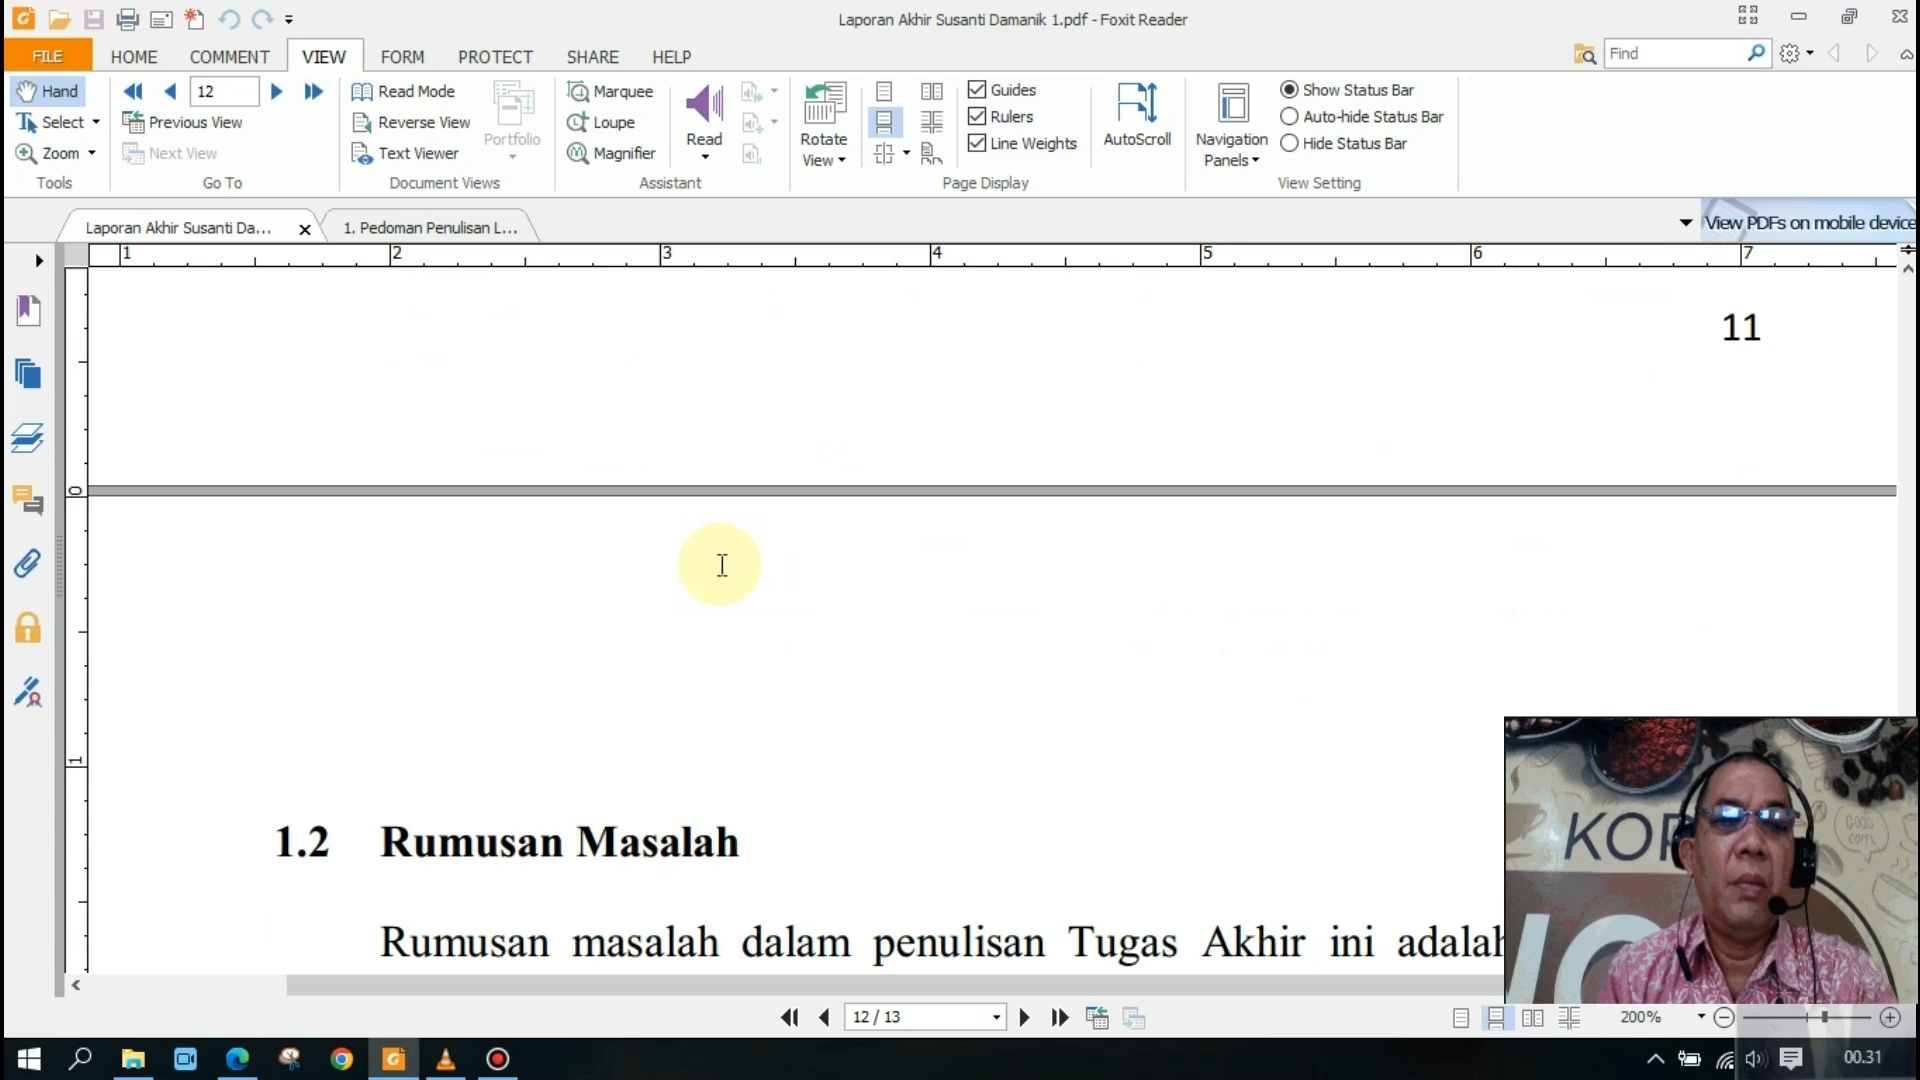 Laporan Akhir Susanti Damanik 1.pdf - Foxit Reader
FILE HOME COMMENT VIEW FORM PROTECT SHARE HELP
Find
Hand
Select
Zoom
Tools
12
Previous View
Next View
Go To
Read Mode
Reverse View
Text Viewer
Portfolio
Document Views
Marquee
Loupe
Magnifier
Read
Assistant
Rotate View
Guides
Rulers
Line Weights
Page Display
AutoScroll
Navigation Panels
Show Status Bar
Auto-hide Status Bar
Hide Status Bar
View Setting
Laporan Akhir Susanti Da...
1. Pedoman Penulisan L...
View PDFs on mobile device
1 2 3 4 5 6 7
11
0
1
1.2 Rumusan Masalah
Rumusan masalah dalam penulisan Tugas Akhir ini adalah
GOOD
12 / 13
200%
00.31